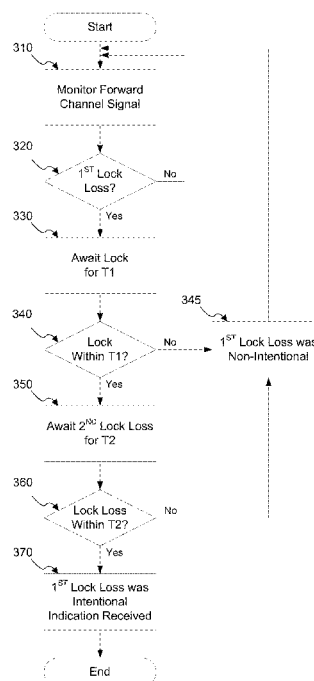 Start
310
Monitor Forward
Channel Signal
320
1ST Lock
Loss?
No
Yes
330
Await Lock
for T1
340
Lock
Within T1?
No
Yes
345
1ST Lock Loss was
Non-Intentional
350
Await 2ND Lock Loss
for T2
360
Lock Loss
Within T2?
No
Yes
370
1ST Lock Loss was
Intentional
Indication Received
End